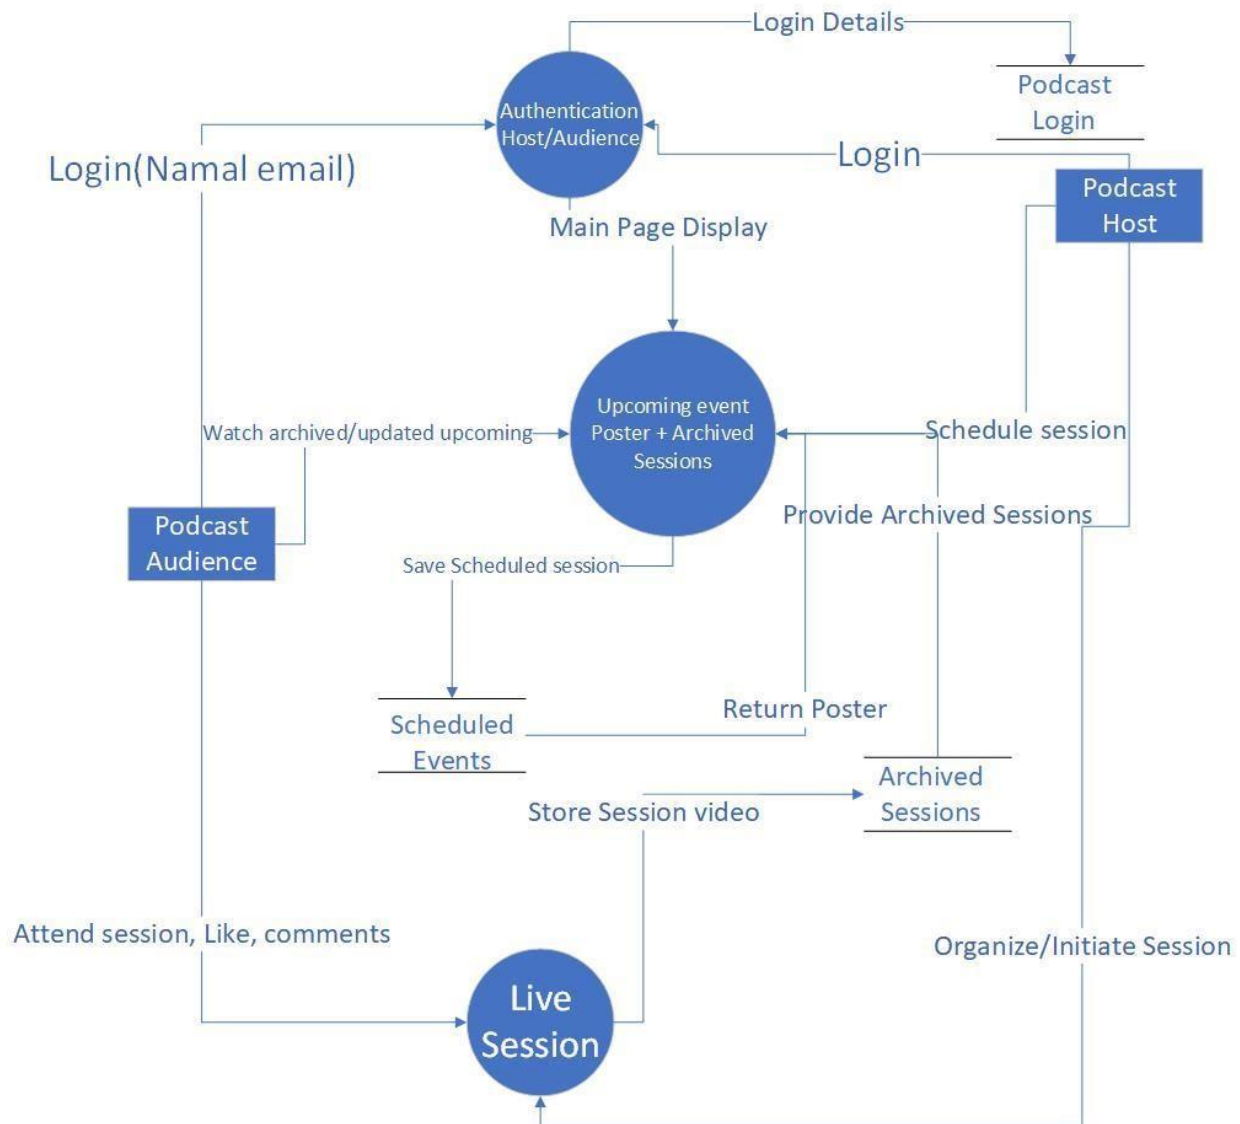 Login Details
Podcast
Login
Authentication
Host/Audience
Login(Namal email)
Login
Podcast
Host
Main Page Display
Upcoming event
Poster + Archived
Sessions
Watch archived/updated upcoming
Schedule session
Provide Archived Sessions
Podcast
Audience
Save Scheduled session
Return Poster
Scheduled
Events
Archived
Sessions
Store Session video
Attend session, Like, comments
Organize/Initiate Session
Live
Session